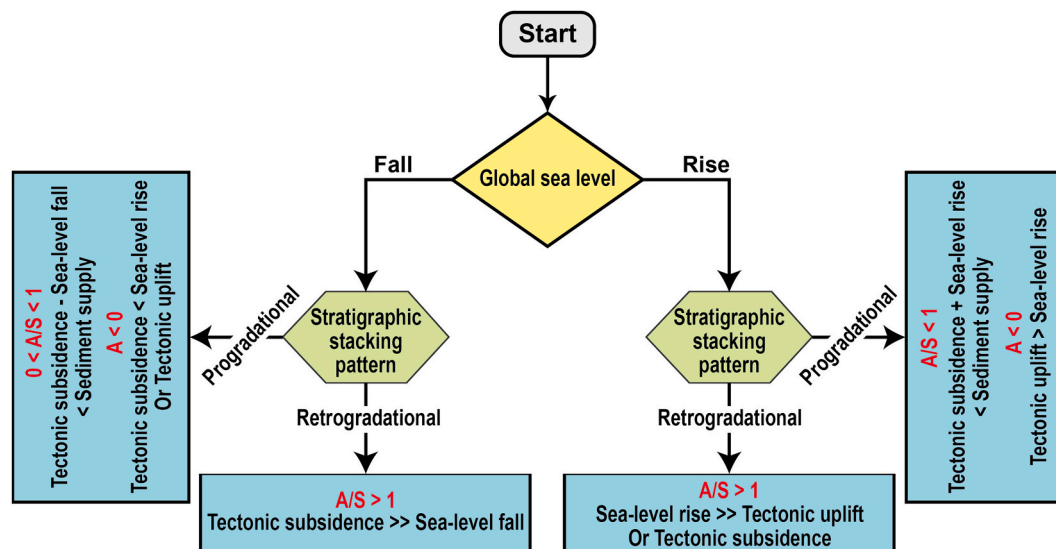 Start
Global sea level
Fall
Rise
Stratigraphic
stacking
pattern
Progradational
Retrogradational
0 < A/S < 1
Tectonic subsidence - Sea-level fall
< Sediment supply
A < 0
Tectonic subsidence < Sea-level rise
Or Tectonic uplift
A/S > 1
Tectonic subsidence >> Sea-level fall
Stratigraphic
stacking
pattern
Progradational
Retrogradational
A/S > 1
Sea-level rise >> Tectonic uplift
Or Tectonic subsidence
A/S < 1
Tectonic subsidence + Sea-level rise
< Sediment supply
A < 0
Tectonic uplift > Sea-level rise